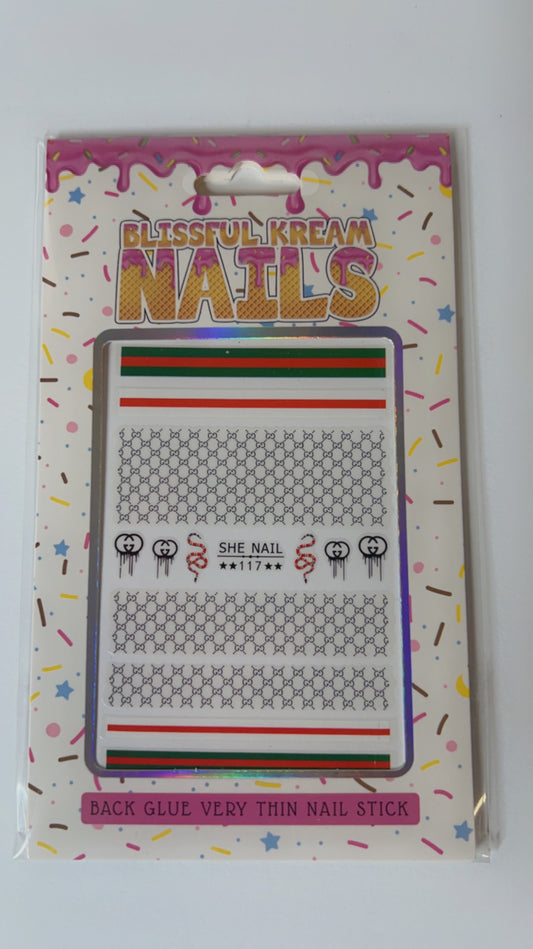 BLISSFUL KREAM
NAILS
SHE NAIL
★★117★★
BACK GLUE VERY THIN NAIL STICK